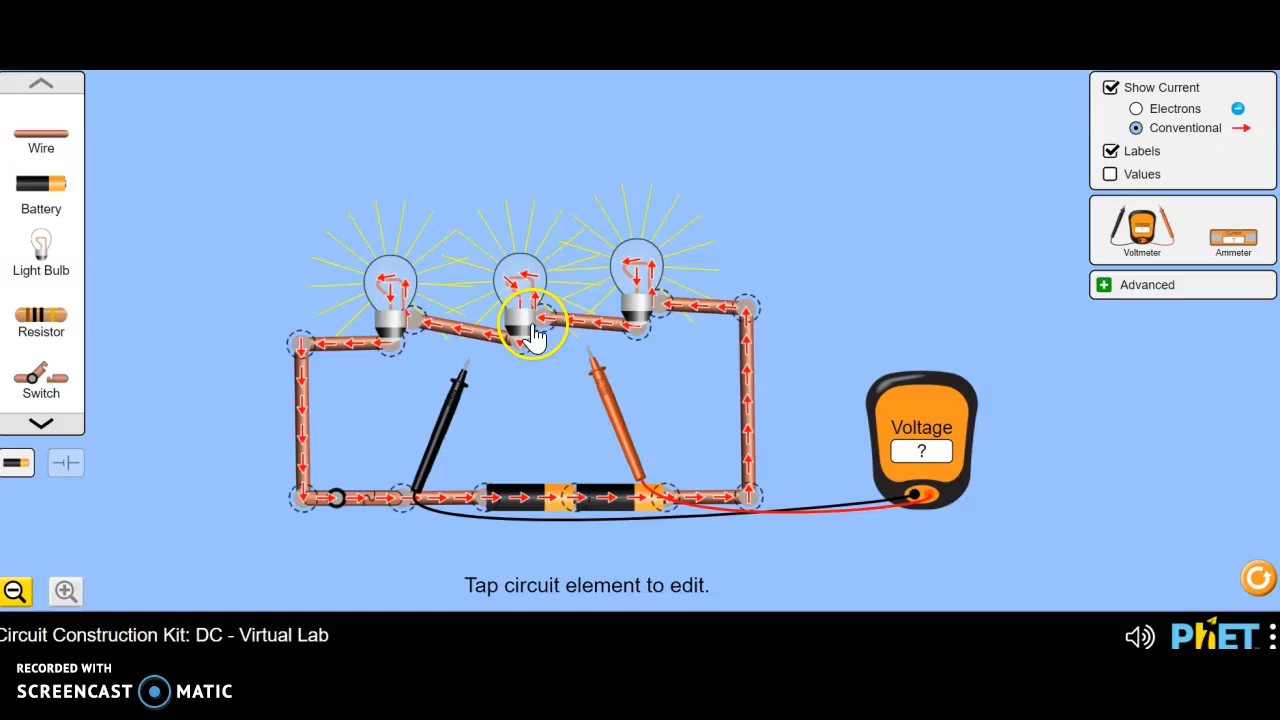 Wire
Battery
Light Bulb
Resistor
Switch
Show Current
Electrons
Conventional
Labels
Values
Voltmeter
Ammeter
Advanced
Voltage
?
Tap circuit element to edit.
Circuit Construction Kit: DC - Virtual Lab
PhET
RECORDED WITH
SCREENCAST MATIC